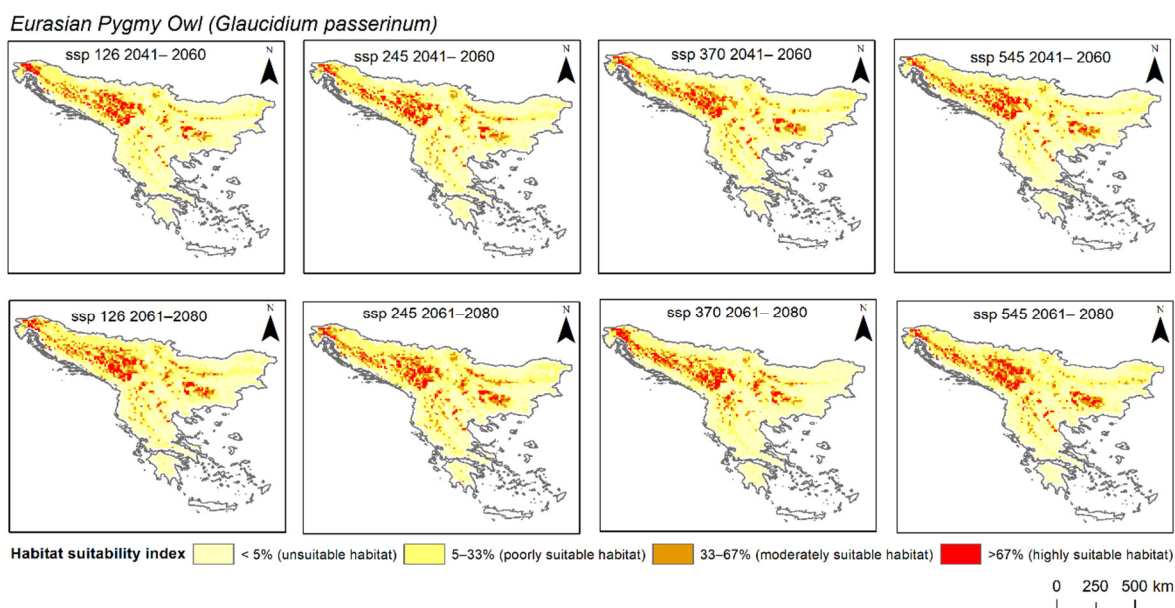 Eurasian Pygmy Owl (Glaucidium passerinum)
ssp 126 2041– 2060
N
ssp 245 2041– 2060
N
ssp 370 2041– 2060
N
ssp 545 2041– 2060
N
ssp 126 2061–2080
N
ssp 245 2061–2080
N
ssp 370 2061– 2080
N
ssp 545 2061–2080
N
Habitat suitability index < 5% (unsuitable habitat) 5–33% (poorly suitable habitat) 33–67% (moderately suitable habitat) >67% (highly suitable habitat)
0 250 500 km